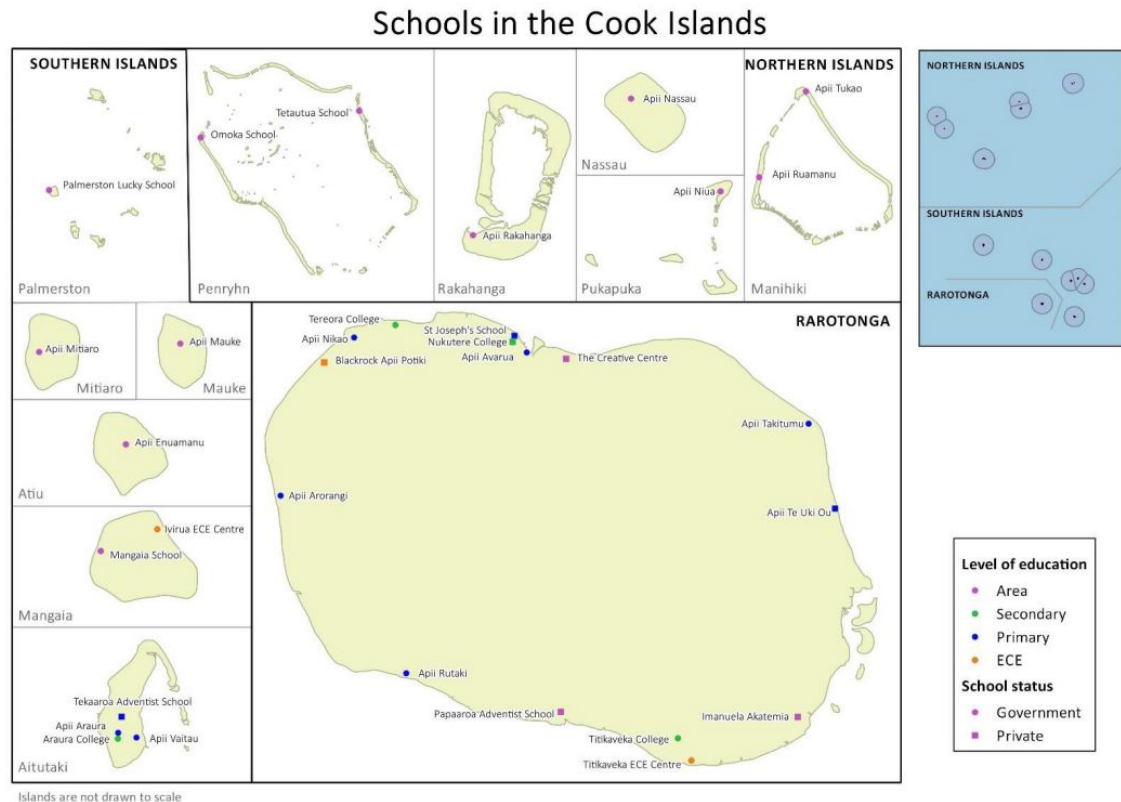 Schools in the Cook Islands
SOUTHERN ISLANDS
Palmerston Lucky School
Palmerston
Tetautua School
Omoka School
Penryhn
Apii Rakahanga
Rakahanga
Apii Nassau
Nassau
Apii Niua
Pukapuka
NORTHERN ISLANDS
Apii Tukao
Apii Ruamanu
Manihiki
NORTHERN ISLANDS
SOUTHERN ISLANDS
RAROTONGA
Apii Mitiaro
Mitiaro
Apii Mauke
Mauke
Apii Enuamanu
Atiu
Ivirua ECE Centre
Mangaia School
Mangaia
Tekaaroa Adventist School
Apii Araura
Araura College
Apii Vaitau
Aitutaki
RAROTONGA
Tereora College
Apii Nikao
Blackrock Apii Potiki
St Joseph's School
Nukutere College
Apii Avarua
The Creative Centre
Apii Takitumu
Apii Arorangi
Apii Te Uki Ou
Apii Rutaki
Papaaroa Adventist School
Imanuela Akatemia
Titikaveka College
Titikaveka ECE Centre
Level of education
Area
Secondary
Primary
ECE
School status
Government
Private
Islands are not drawn to scale